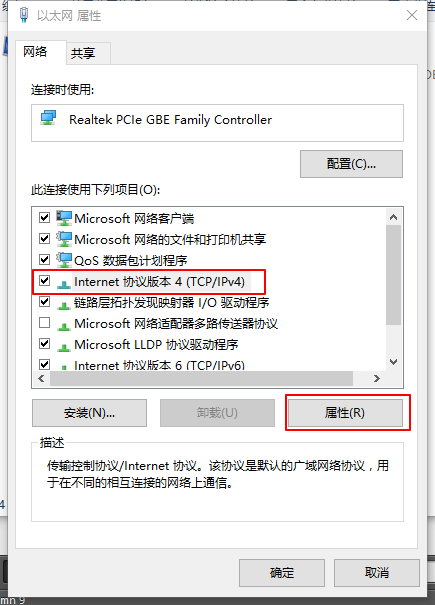 以太网 属性
网络
共享
连接时使用:
Realtek PCIe GBE Family Controller
配置(C)...
此连接使用下列项目(O):
Microsoft 网络客户端
Microsoft 网络的文件和打印机共享
QoS 数据包计划程序
Internet 协议版本 4 (TCP/IPv4)
链路层拓扑发现映射器 I/O 驱动程序
Microsoft 网络适配器多路传送器协议
Microsoft LLDP 协议驱动程序
Internet 协议版本 6 (TCP/IPv6)
安装(N)...
卸载(U)
属性(R)
描述
传输控制协议/Internet 协议。该协议是默认的广域网络协议，用
于在不同的相互连接的网络上通信。
确定
取消
mn 9